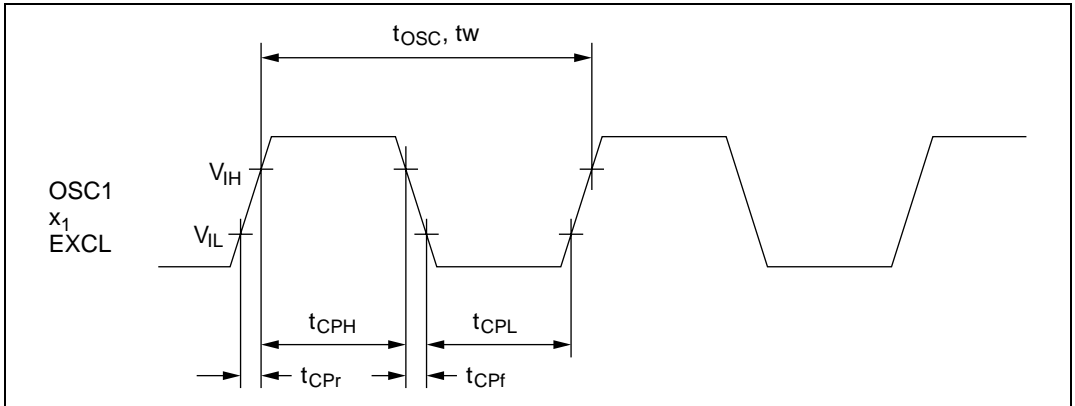 tOSC, tw
VIH
OSC1
x1
EXCL
VIL
tCPH
tCPL
tCPr
tCPf